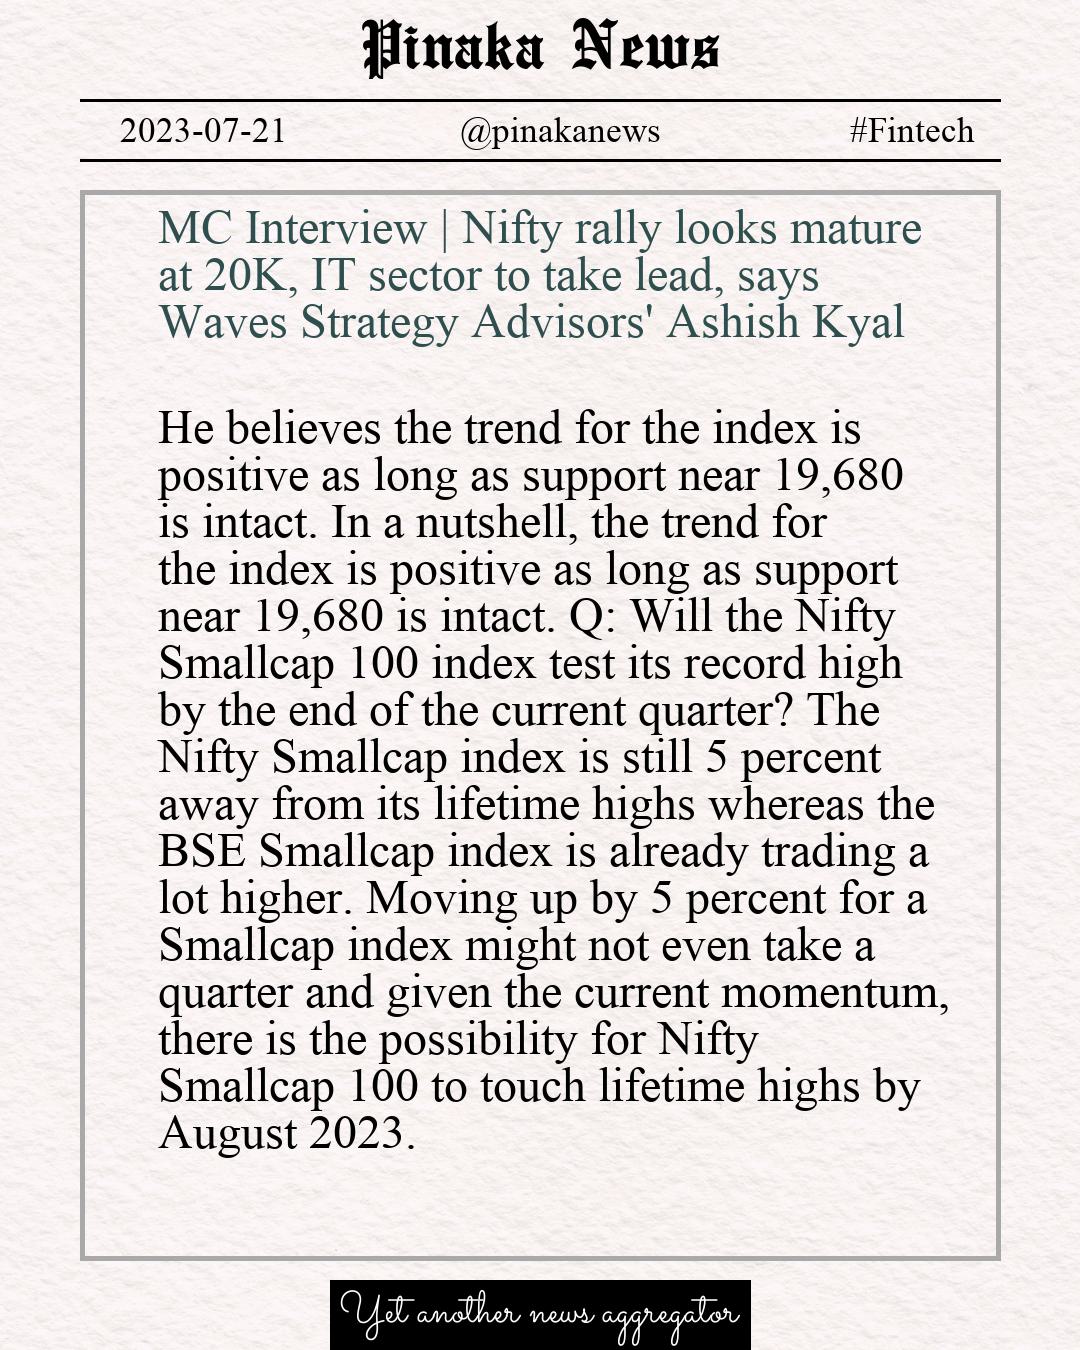 Pinaka News
2023-07-21 @pinakanews #Fintech
MC Interview | Nifty rally looks mature
at 20K, IT sector to take lead, says
Waves Strategy Advisors' Ashish Kyal
He believes the trend for the index is
positive as long as support near 19,680
is intact. In a nutshell, the trend for
the index is positive as long as support
near 19,680 is intact. Q: Will the Nifty
Smallcap 100 index test its record high
by the end of the current quarter? The
Nifty Smallcap index is still 5 percent
away from its lifetime highs whereas the
BSE Smallcap index is already trading a
lot higher. Moving up by 5 percent for a
Smallcap index might not even take a
quarter and given the current momentum,
there is the possibility for Nifty
Smallcap 100 to touch lifetime highs by
August 2023.
Yet another news aggregator